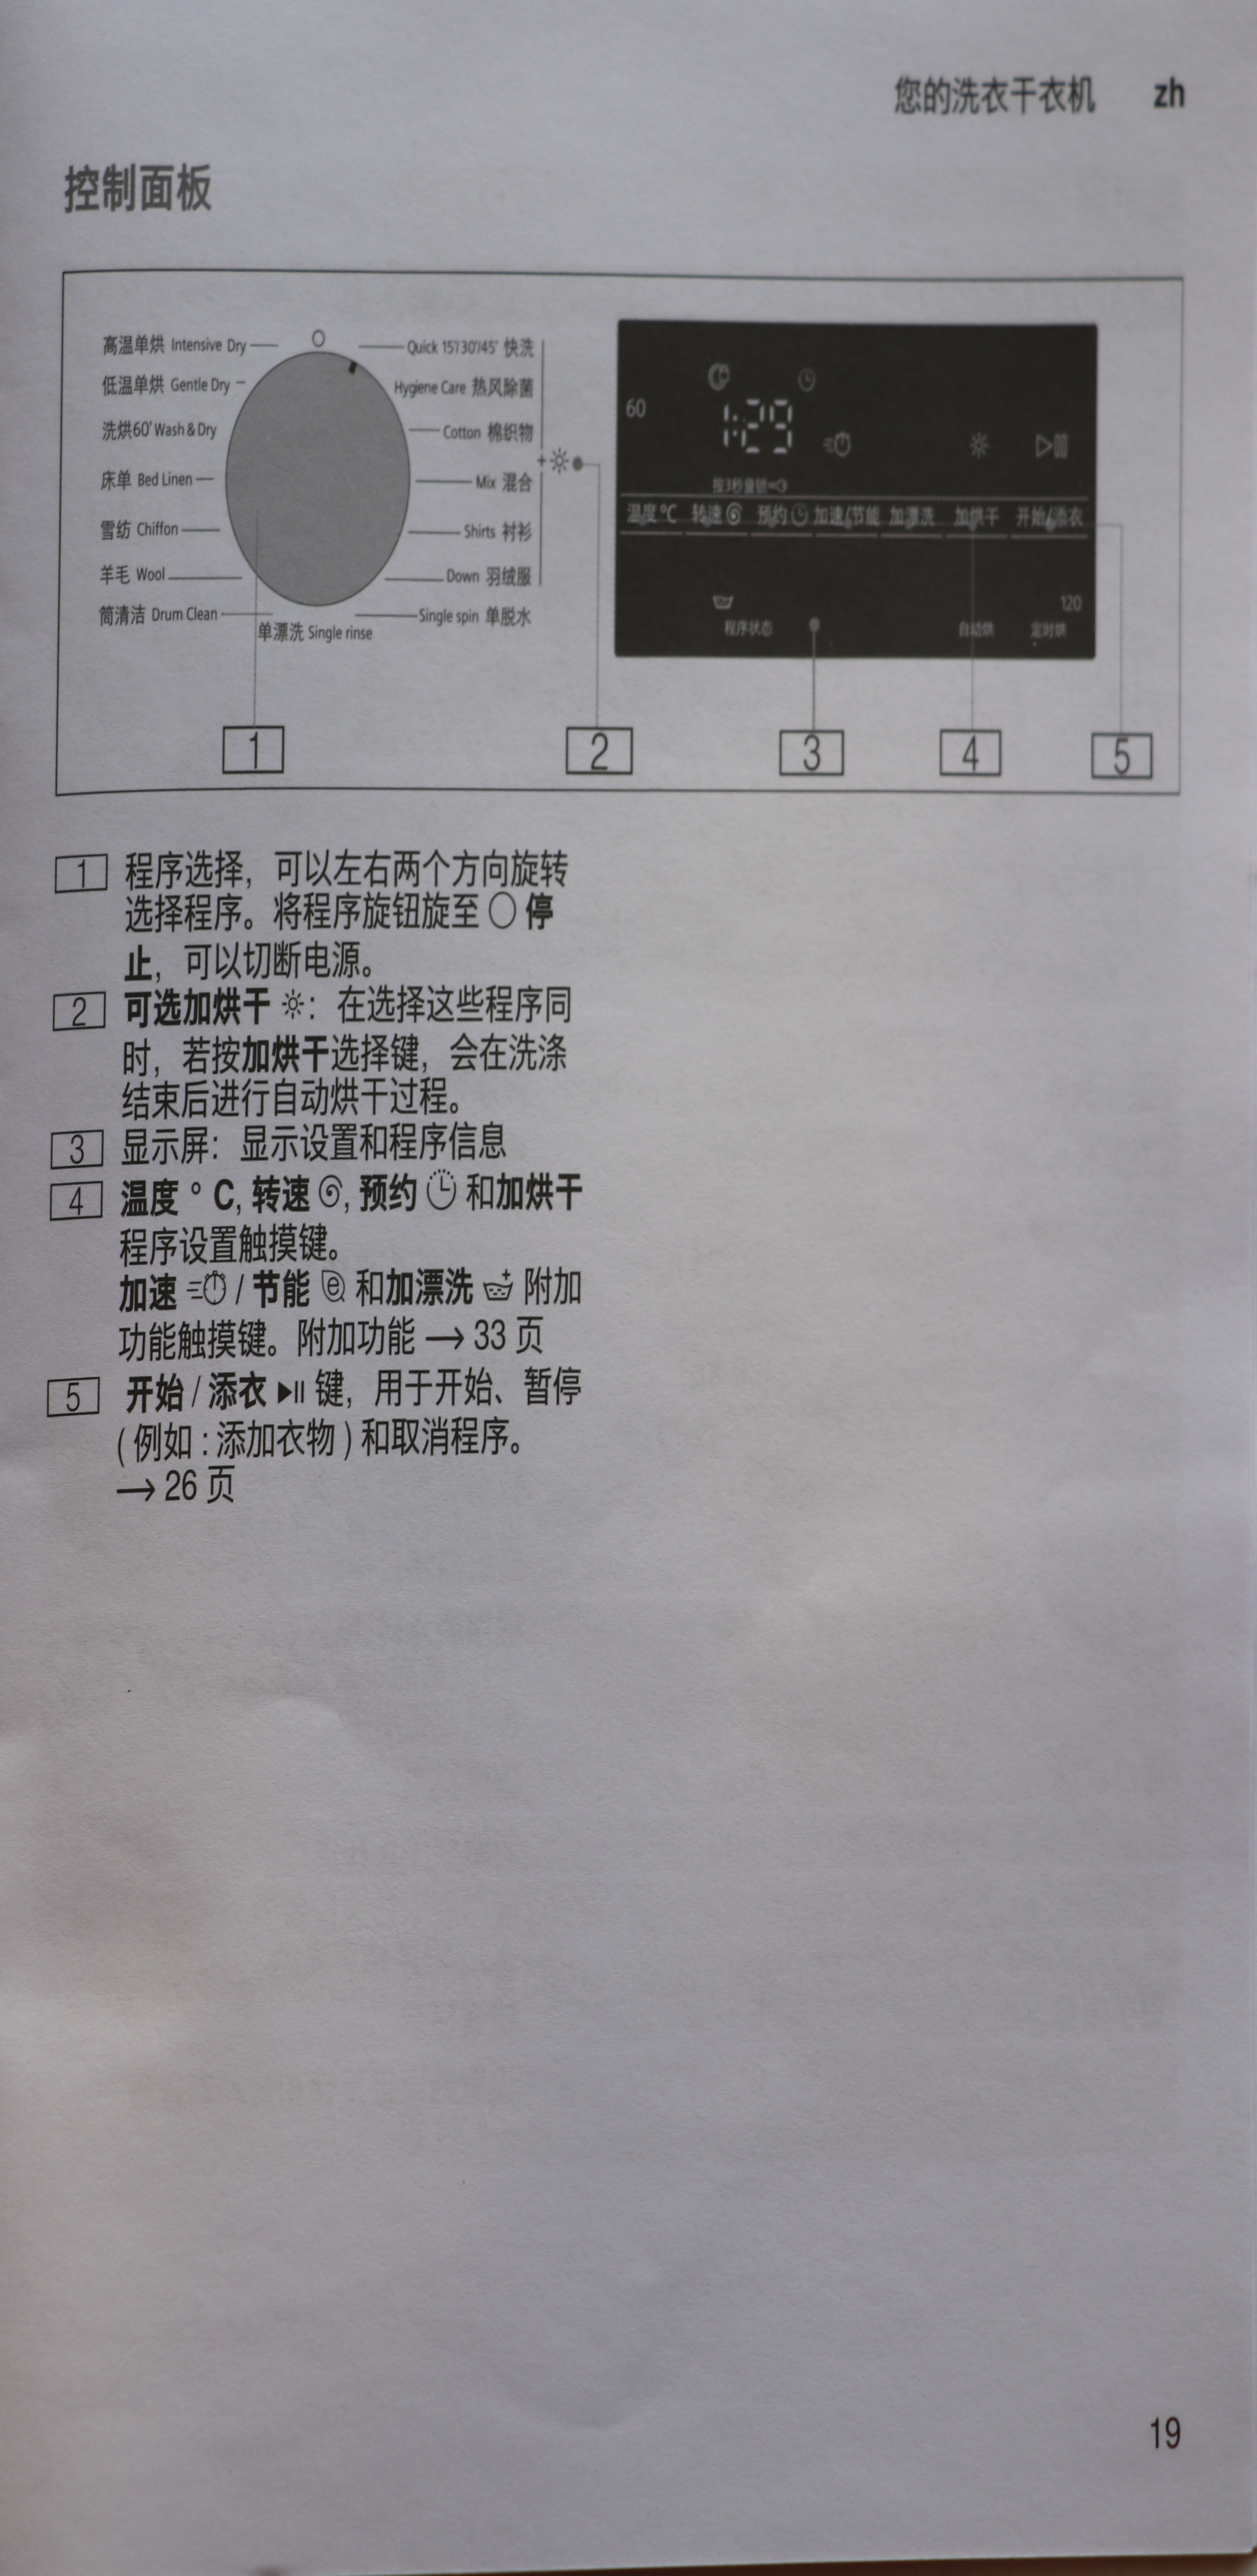 您的洗衣干衣机 zh
控制面板
高温单烘 Intensive Dry
低温单烘 Gentle Dry
洗烘60' Wash & Dry
床单 Bed Linen
雪纺 Chiffon
羊毛 Wool
筒清洁 Drum Clean
单漂洗 Single rinse
Quick 15'/30'/45' 快洗
Hygiene Care 热风除菌
Cotton 棉织物
Mix 混合
Shirts 衬衫
Down 羽绒服
Single spin 单脱水
+
60
1:29
按3秒童锁
温度℃ 转速 预约 加速/节能 加漂洗 加烘干 开始/添衣
120
程序状态 自动烘 定时烘
1 2 3 4 5
1 程序选择，可以左右两个方向旋转
选择程序。将程序旋钮旋至 ○ 停
止，可以切断电源。
2 可选加烘干：在选择这些程序同
时，若按加烘干选择键，会在洗涤
结束后进行自动烘干过程。
3 显示屏：显示设置和程序信息
4 温度 ° C, 转速, 预约 和加烘干
程序设置触摸键。
加速 / 节能 和加漂洗 附加
功能触摸键。附加功能 → 33 页
5 开始 / 添衣 键，用于开始、暂停
( 例如 : 添加衣物 ) 和取消程序。
→ 26 页
19